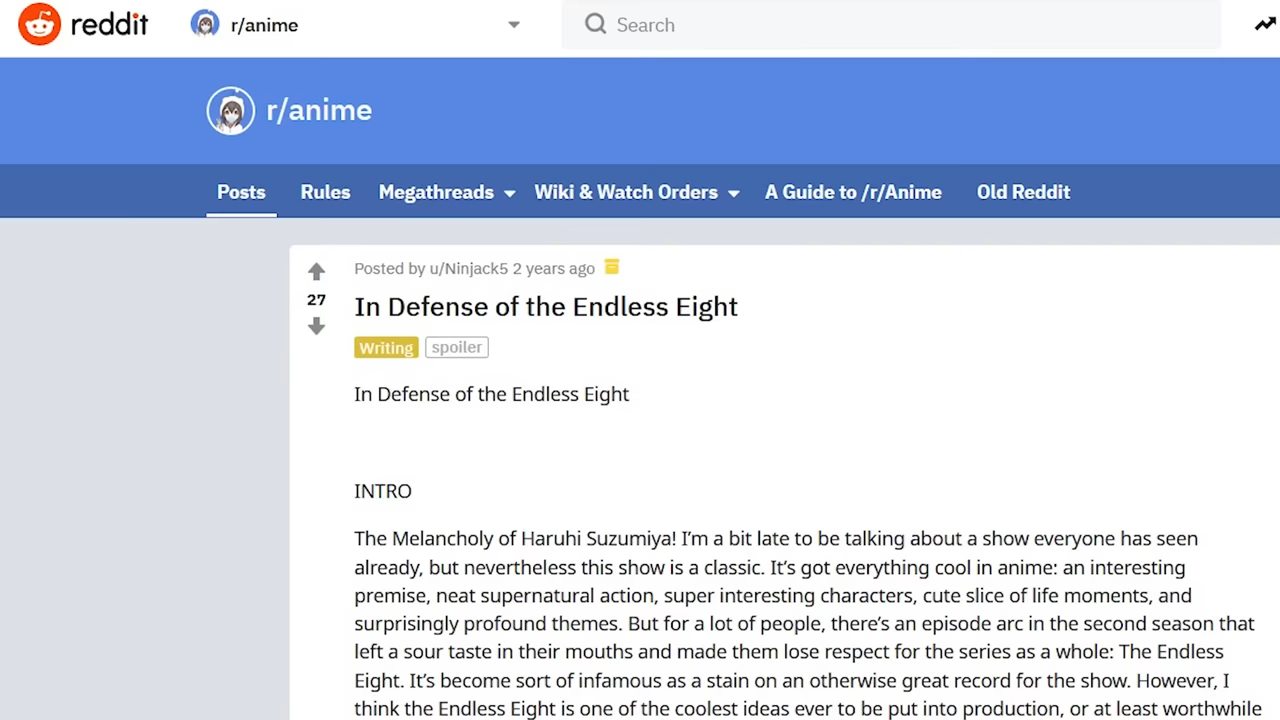 reddit r/anime Search
r/anime
Posts Rules Megathreads Wiki & Watch Orders A Guide to /r/Anime Old Reddit
Posted by u/Ninjack5 2 years ago
27 In Defense of the Endless Eight
Writing spoiler
In Defense of the Endless Eight
INTRO
The Melancholy of Haruhi Suzumiya! I'm a bit late to be talking about a show everyone has seen
already, but nevertheless this show is a classic. It's got everything cool in anime: an interesting
premise, neat supernatural action, super interesting characters, cute slice of life moments, and
surprisingly profound themes. But for a lot of people, there's an episode arc in the second season that
left a sour taste in their mouths and made them lose respect for the series as a whole: The Endless
Eight. It's become sort of infamous as a stain on an otherwise great record for the show. However, I
think the Endless Eight is one of the coolest ideas ever to be put into production, or at least worthwhile